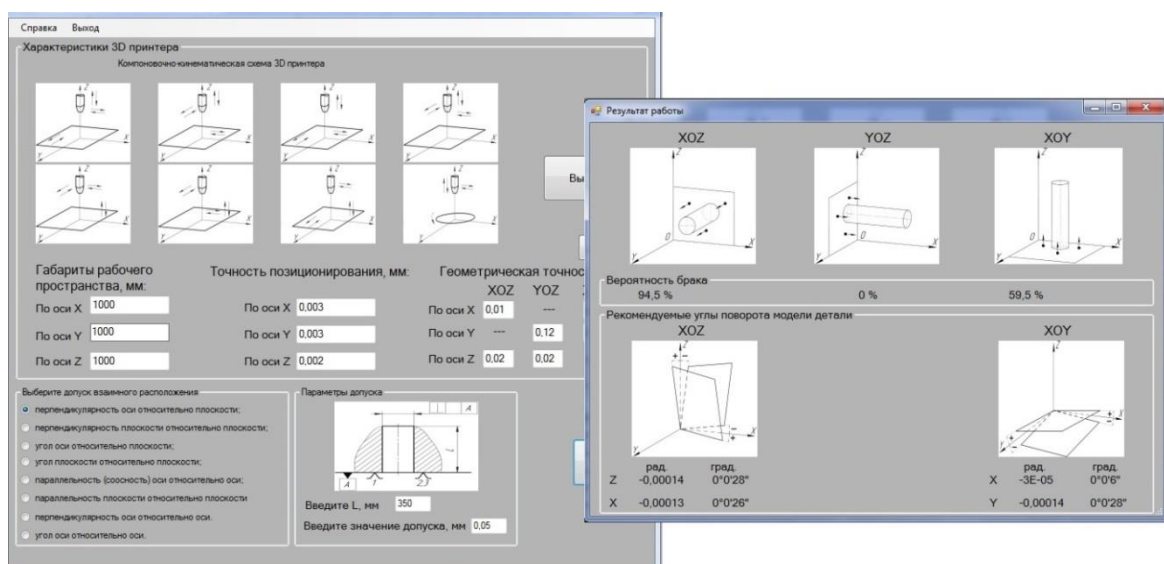 Справка Выход
Характеристики 3D принтера
Компоновочно-кинематическая схема 3D принтера
Габариты рабочего
пространства, мм:
По оси X 1000
По оси Y 1000
По оси Z 1000
Точность позиционирования, мм:
По оси X 0,003
По оси Y 0,003
По оси Z 0,002
Геометрическая
XOZ YOZ
По оси X 0,01 ---
По оси Y --- 0,12
По оси Z 0,02 0,02
Выберите допуск взаимного расположения
перпендикулярность оси относительно плоскости;
перпендикулярность плоскости относительно плоскости;
угол оси относительно плоскости;
угол плоскости относительно плоскости;
параллельность (соосность) оси относительно оси;
параллельность плоскости относительно плоскости
перпендикулярность оси относительно оси.
угол оси относительно оси.
Параметры допуска
A
A
Введите L, мм 350
Введите значение допуска, мм 0,05
Результат работы
XOZ YOZ XOY
Вероятность брака
94,5 % 0 % 59,5 %
Рекомендуемые углы поворота модели детали
XOZ XOY
рад. град.
Z -0,00014 0°0'28"
X -0,00013 0°0'26"
рад. град.
X -3E-05 0°0'6"
Y -0,00014 0°0'28"